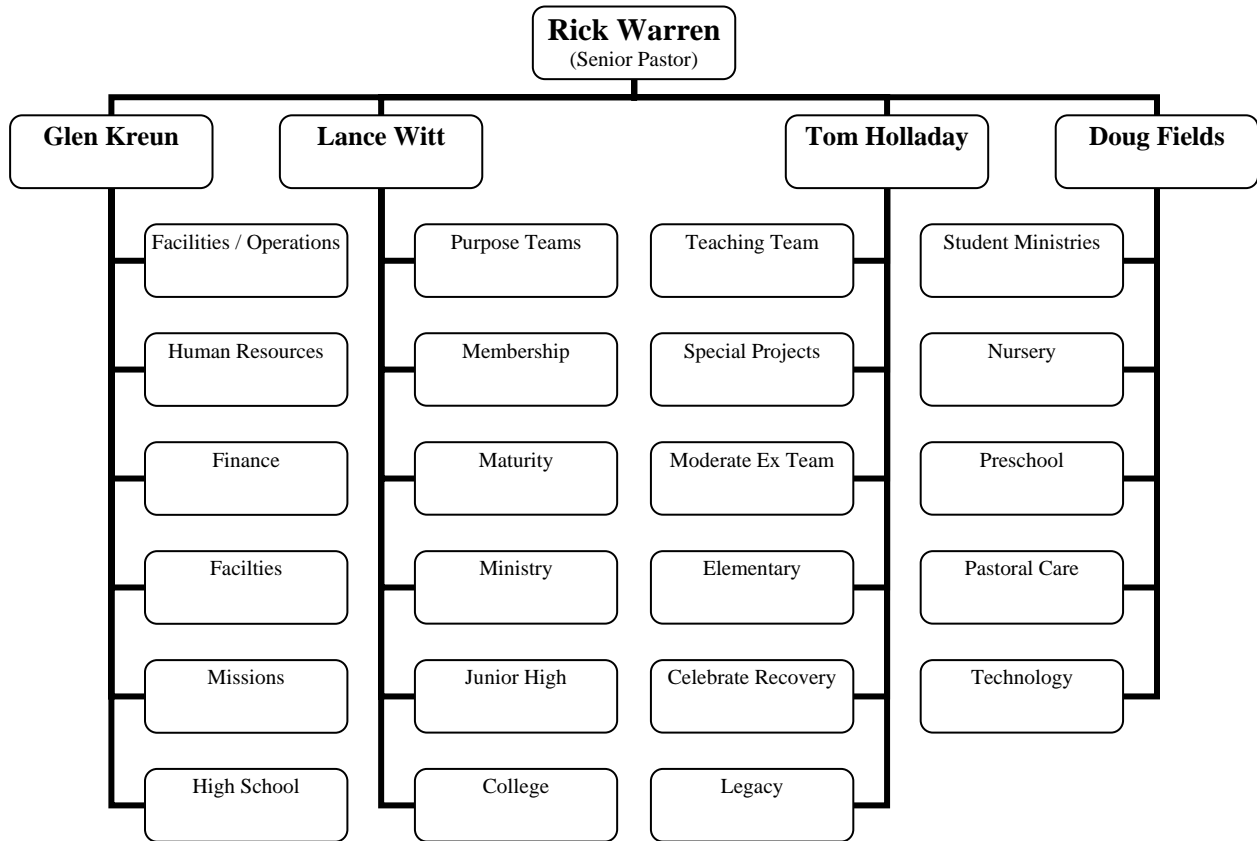 Rick Warren
(Senior Pastor)
Glen Kreun
Lance Witt
Tom Holladay
Doug Fields
Facilities / Operations
Purpose Teams
Teaching Team
Student Ministries
Human Resources
Membership
Special Projects
Nursery
Finance
Maturity
Moderate Ex Team
Preschool
Facilties
Ministry
Elementary
Pastoral Care
Missions
Junior High
Celebrate Recovery
Technology
High School
College
Legacy